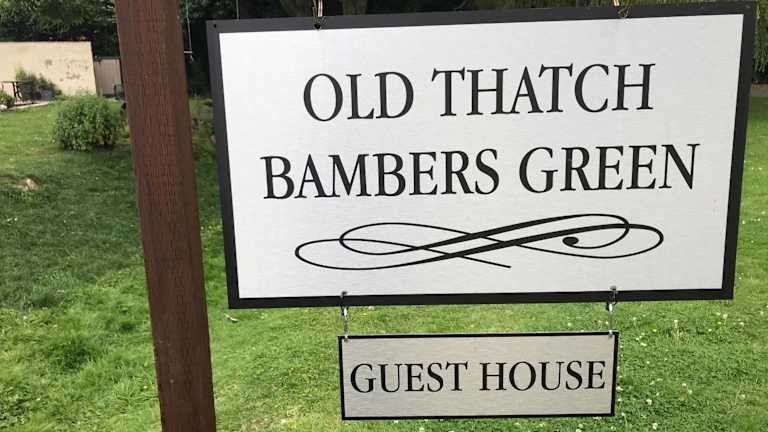 OLD THATCH
BAMBERS GREEN
GUEST HOUSE